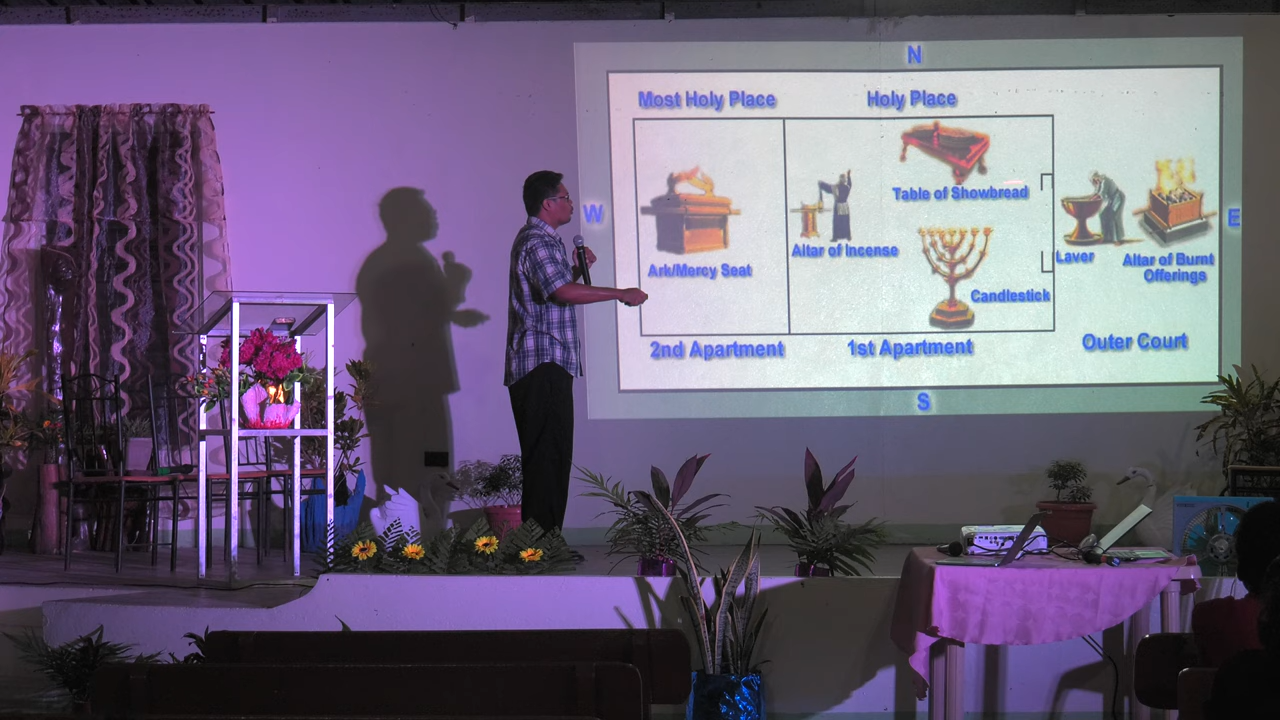 N
Most Holy Place
Holy Place
Table of Showbread
W
E
Altar of Incense
Laver
Altar of Burnt
Offerings
Ark/Mercy Seat
Candlestick
2nd Apartment
1st Apartment
Outer Court
S